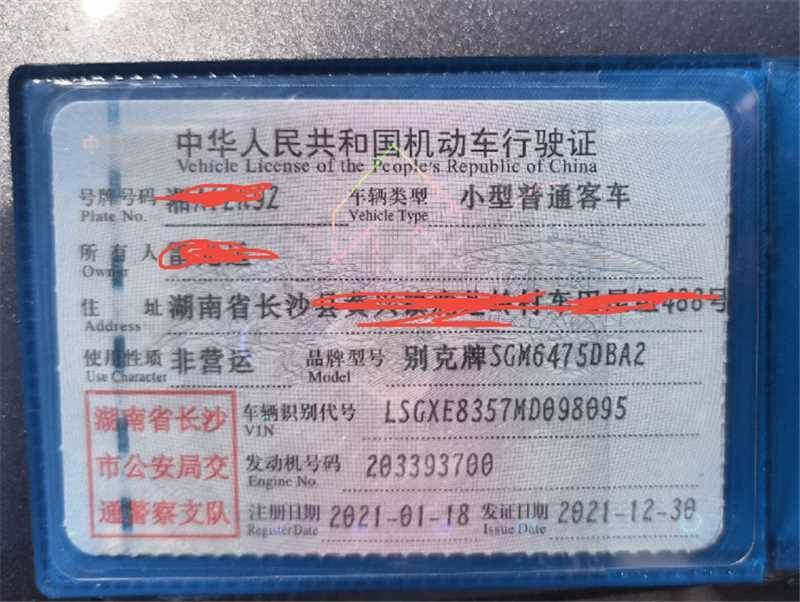 中华人民共和国机动车行驶证
Vehicle License of the People's Republic of China
号牌号码 车辆类型 小型普通客车
Plate No. Vehicle Type
所有人
Owner
住址 湖南省长沙县
Address
使用性质 非营运 品牌型号 别克牌SGM6475DBA2
Use Character Model
湖南省长沙
市公安局交
通警察支队
车辆识别代号 LSGXE8357MD098095
VIN
发动机号码 203393700
Engine No.
注册日期 2021-01-18 发证日期 2021-12-30
Register Date Issue Date